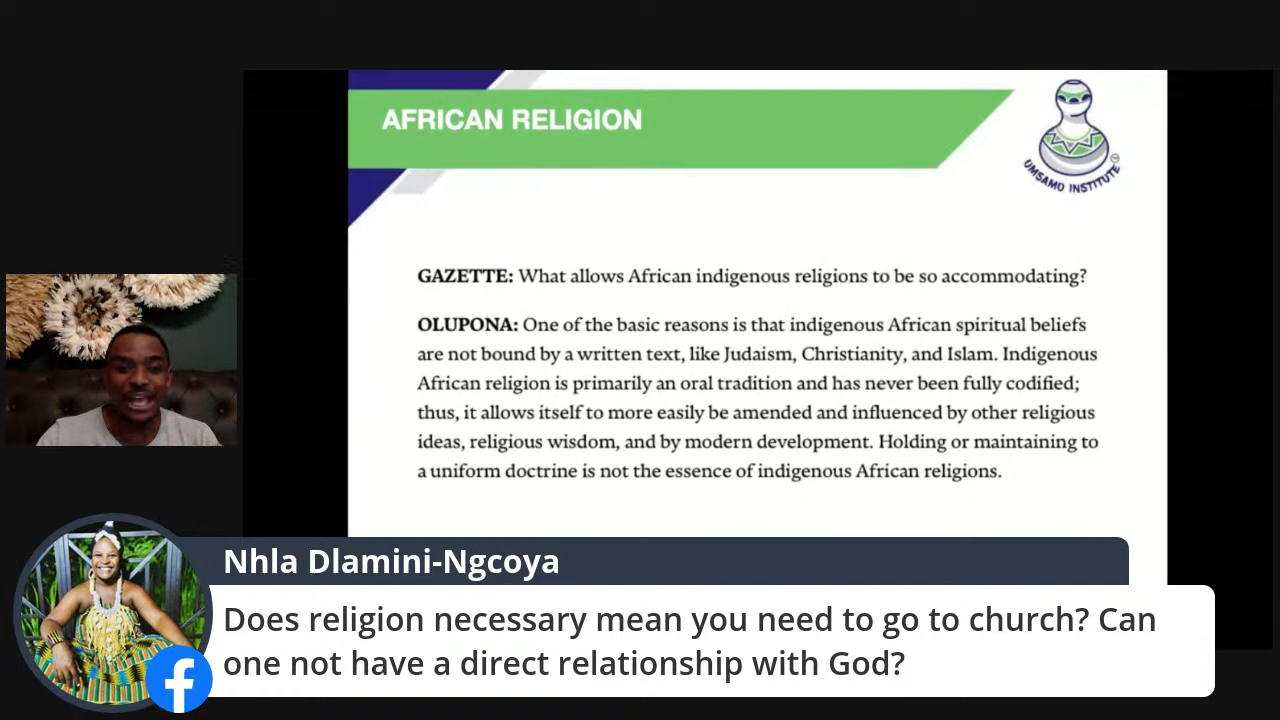 AFRICAN RELIGION
UMSAMO INSTITUTE
GAZETTE: What allows African indigenous religions to be so accommodating?
OLUPONA: One of the basic reasons is that indigenous African spiritual beliefs
are not bound by a written text, like Judaism, Christianity, and Islam. Indigenous
African religion is primarily an oral tradition and has never been fully codified;
thus, it allows itself to more easily be amended and influenced by other religious
ideas, religious wisdom, and by modern development. Holding or maintaining to
a uniform doctrine is not the essence of indigenous African religions.
Nhla Dlamini-Ngcoya
Does religion necessary mean you need to go to church? Can
one not have a direct relationship with God?